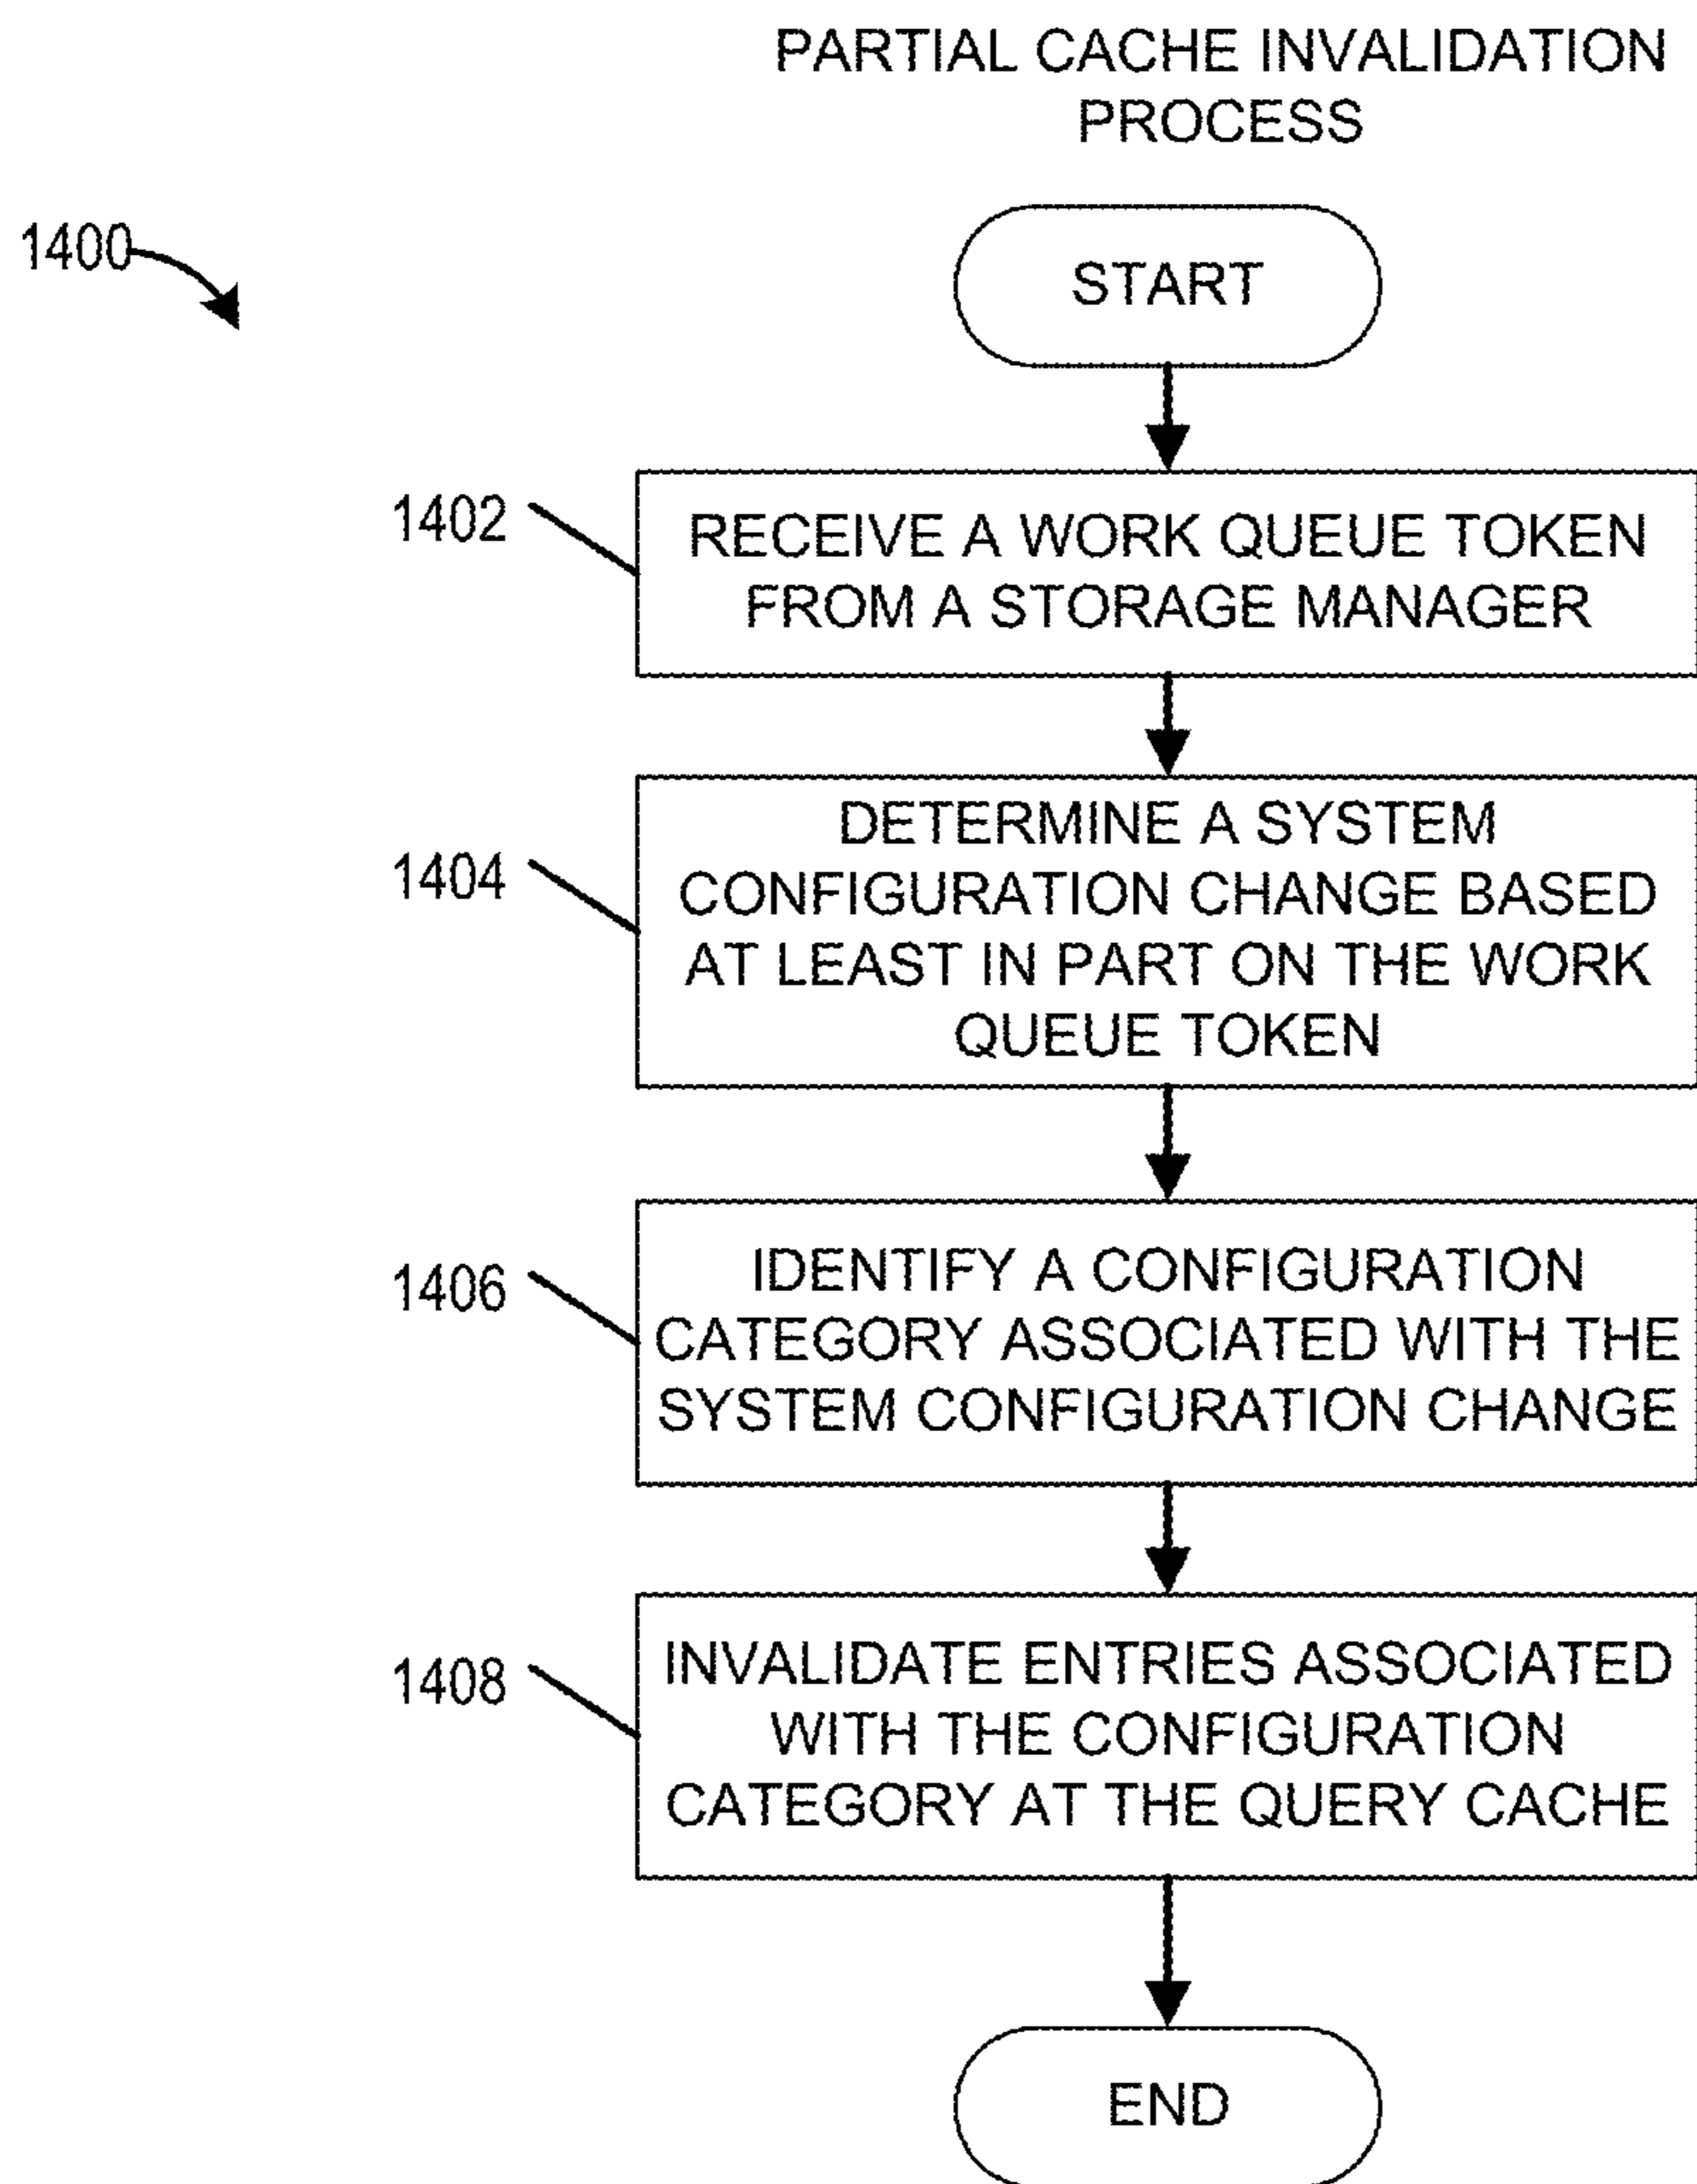 PARTIAL CACHE INVALIDATION
PROCESS
1400
START
1402
RECEIVE A WORK QUEUE TOKEN
FROM A STORAGE MANAGER
1404
DETERMINE A SYSTEM
CONFIGURATION CHANGE BASED
AT LEAST IN PART ON THE WORK
QUEUE TOKEN
1406
IDENTIFY A CONFIGURATION
CATEGORY ASSOCIATED WITH THE
SYSTEM CONFIGURATION CHANGE
1408
INVALIDATE ENTRIES ASSOCIATED
WITH THE CONFIGURATION
CATEGORY AT THE QUERY CACHE
END